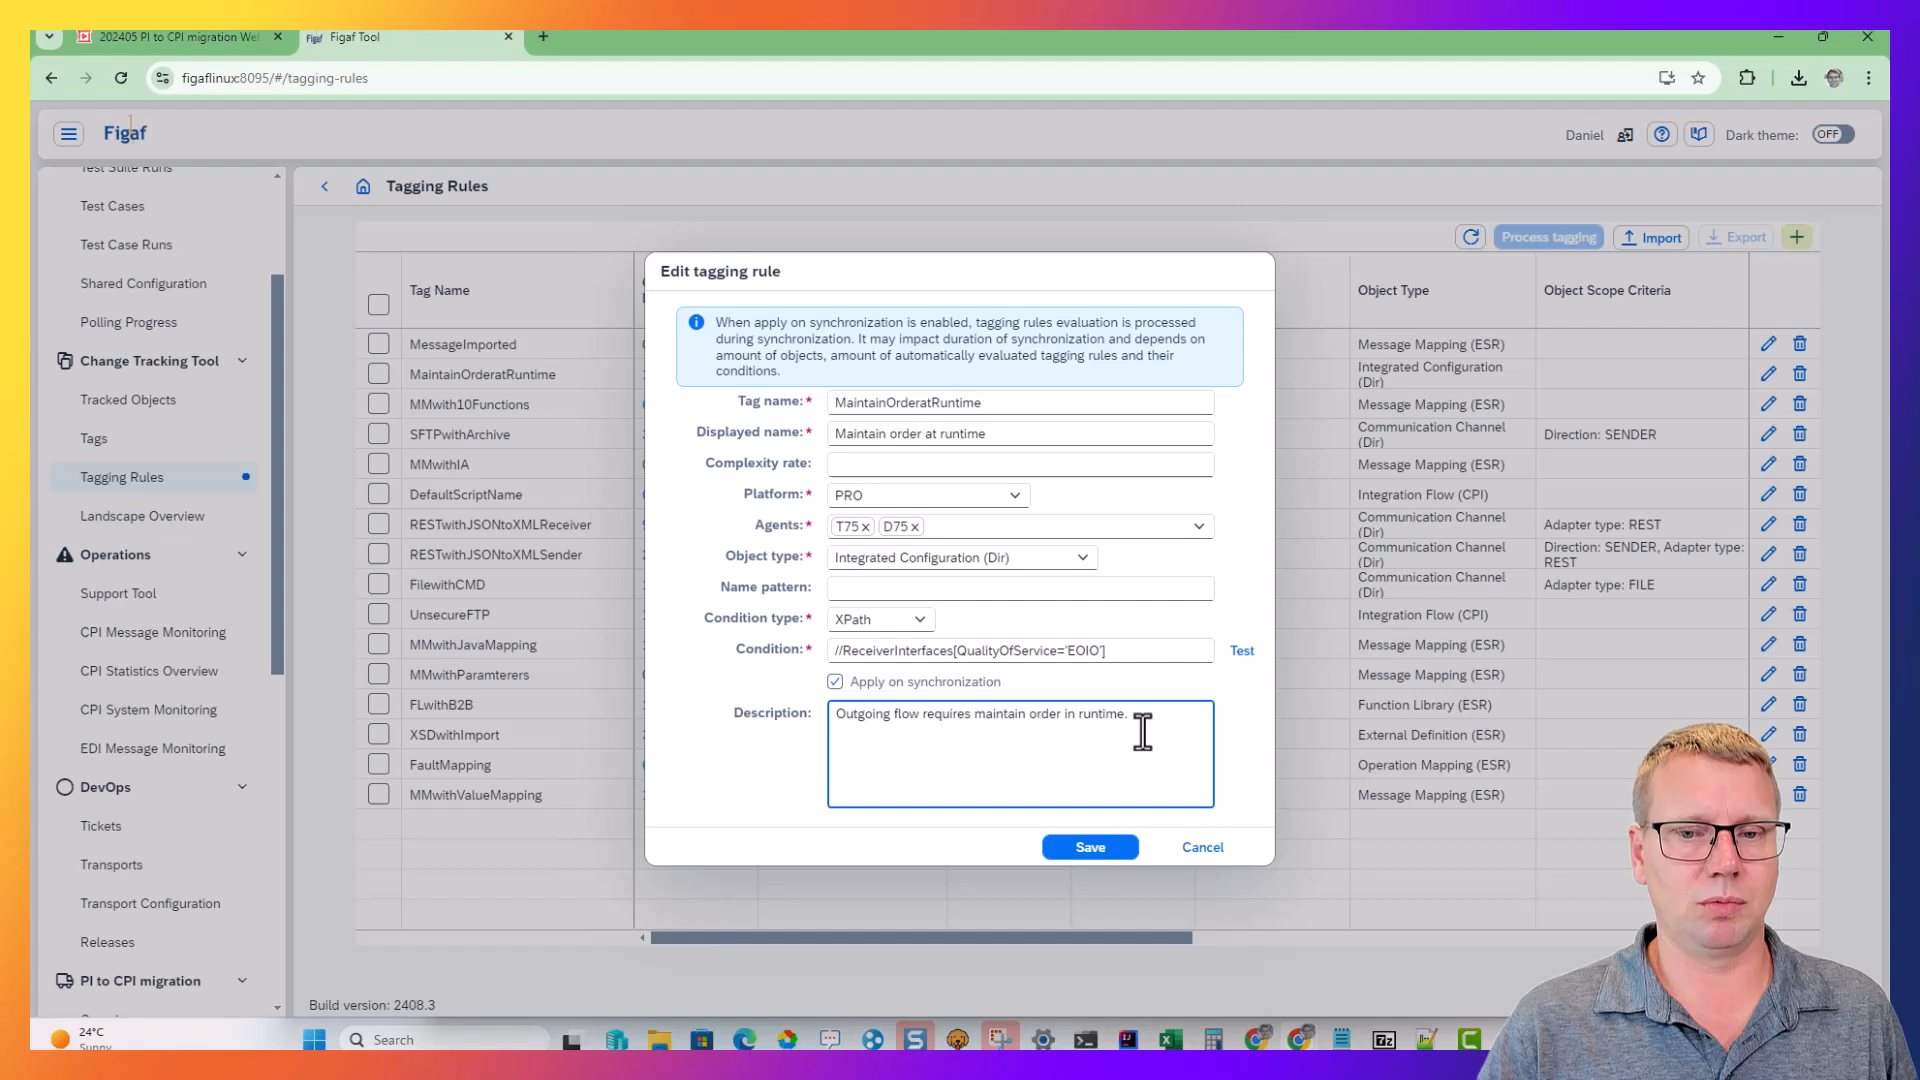 202405 PI to CPI migration Wel
Figaf Figaf Tool
figaflinux:8095/#/tagging-rules
Figaf
Daniel
Dark theme: OFF
Test Suite Runs
Test Cases
Test Case Runs
Shared Configuration
Polling Progress
Change Tracking Tool
Tracked Objects
Tags
Tagging Rules
Landscape Overview
Operations
Support Tool
CPI Message Monitoring
CPI Statistics Overview
CPI System Monitoring
EDI Message Monitoring
DevOps
Tickets
Transports
Transport Configuration
Releases
PI to CPI migration
Tagging Rules
Process tagging
Import
Export
Tag Name
Object Type
Object Scope Criteria
MessageImported
Message Mapping (ESR)
MaintainOrderatRuntime
Integrated Configuration
(Dir)
MMwith10Functions
Message Mapping (ESR)
SFTPwithArchive
Communication Channel
(Dir)
Direction: SENDER
MMwithIA
Message Mapping (ESR)
DefaultScriptName
Integration Flow (CPI)
RESTwithJSONtoXMLReceiver
Communication Channel
(Dir)
Adapter type: REST
RESTwithJSONtoXMLSender
Communication Channel
(Dir)
Direction: SENDER, Adapter type:
REST
FilewithCMD
Communication Channel
(Dir)
Adapter type: FILE
UnsecureFTP
Integration Flow (CPI)
MMwithJavaMapping
Message Mapping (ESR)
MMwithParamterers
Message Mapping (ESR)
FLwithB2B
Function Library (ESR)
XSDwithImport
External Definition (ESR)
FaultMapping
Operation Mapping (ESR)
MMwithValueMapping
Message Mapping (ESR)
Edit tagging rule
When apply on synchronization is enabled, tagging rules evaluation is processed
during synchronization. It may impact duration of synchronization and depends on
amount of objects, amount of automatically evaluated tagging rules and their
conditions.
Tag name:* MaintainOrderatRuntime
Displayed name:* Maintain order at runtime
Complexity rate:
Platform:* PRO
Agents:* T75 D75
Object type:* Integrated Configuration (Dir)
Name pattern:
Condition type:* XPath
Condition:* //ReceiverInterfaces[QualityOfService='EOIO'] Test
Apply on synchronization
Description: Outgoing flow requires maintain order in runtime.
Save
Cancel
Build version: 2408.3
24°C
Sunny
Search